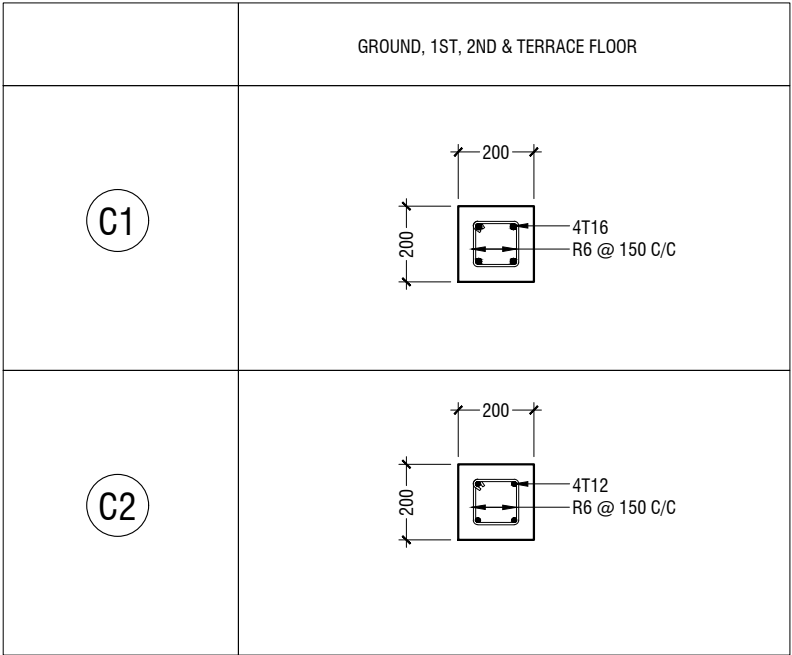 GROUND, 1ST, 2ND & TERRACE FLOOR
C1
200
200
4T16
R6 @ 150 C/C
C2
200
200
4T12
R6 @ 150 C/C